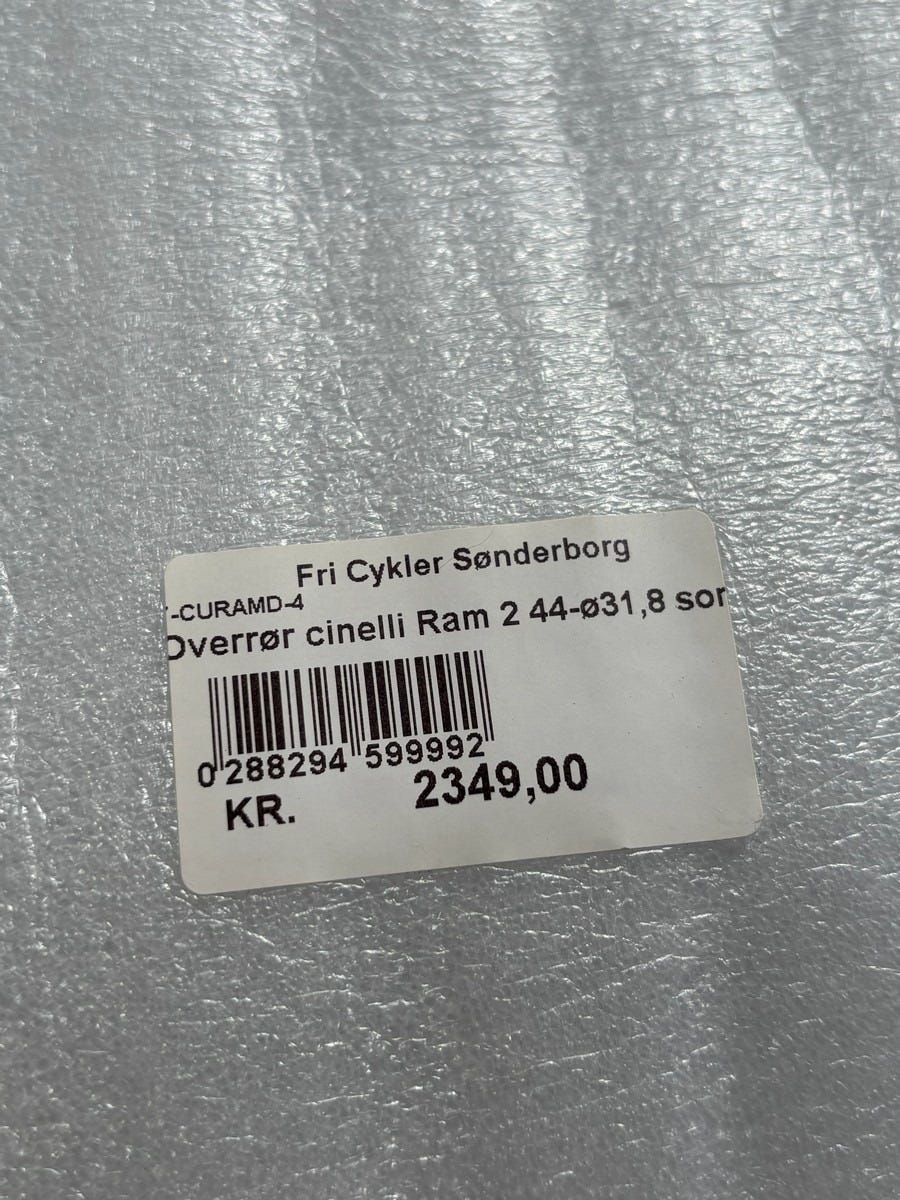 Fri Cykler Sønderborg
-CURAMD-4
Overrør cinelli Ram 2 44-ø31,8 sor
0 288294 599992
KR. 2349,00